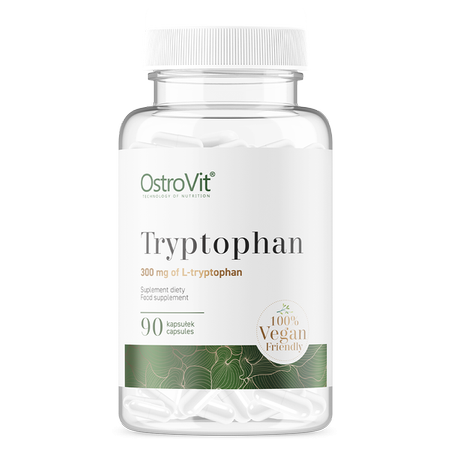 OstroVit®
TECHNOLOGY OF NUTRITION
Tryptophan
300 mg of L-tryptophan
Suplement diety
Food supplement
90 kapsułek
capsules
100%
Vegan
Friendly